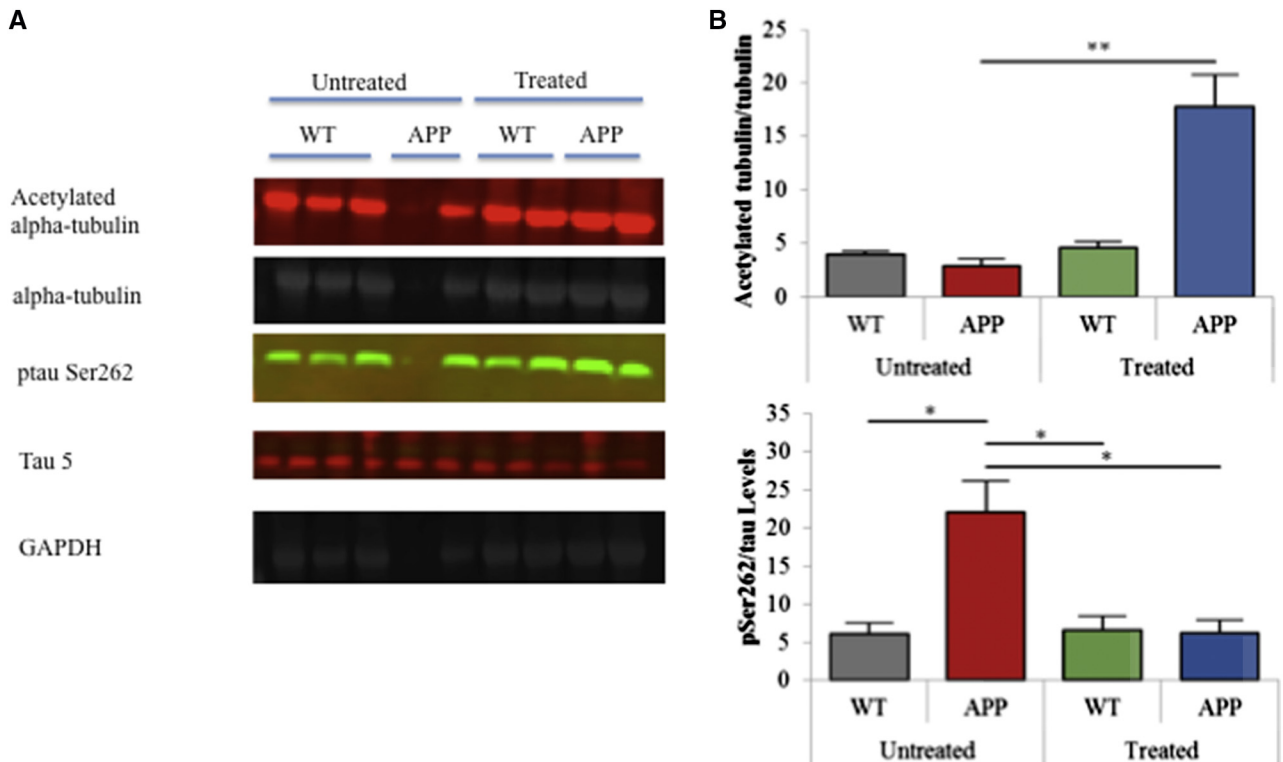 A
Untreated Treated
WT APP WT APP
Acetylated
alpha-tubulin
alpha-tubulin
ptau Ser262
Tau 5
GAPDH
B
Acetylated tubulin/tubulin
25
20
15
10
5
0
**
WT APP WT APP
Untreated Treated
pSer262/tau Levels
35
30
25
20
15
10
5
0
*
*
*
WT APP WT APP
Untreated Treated